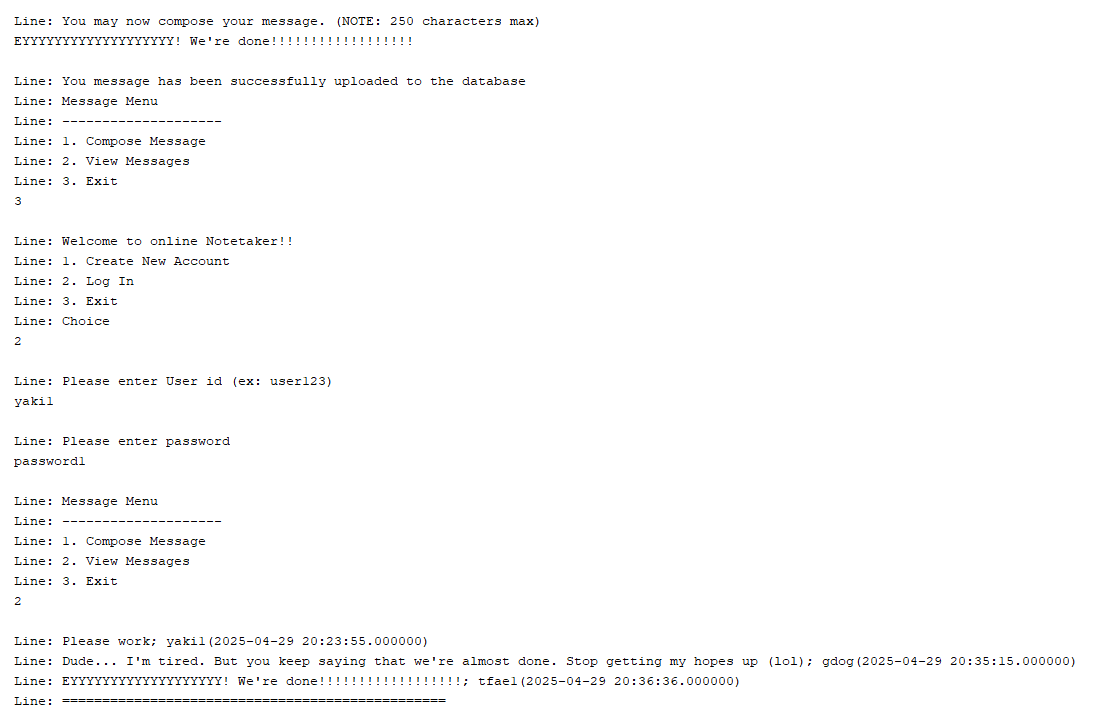 Line: You may now compose your message. (NOTE: 250 characters max)
EYYYYYYYYYYYYYYYYYYY! We're done!!!!!!!!!!!!!!!!!!
Line: You message has been successfully uploaded to the database
Line: Message Menu
Line: --------------------
Line: 1. Compose Message
Line: 2. View Messages
Line: 3. Exit
3
Line: Welcome to online Notetaker!!
Line: 1. Create New Account
Line: 2. Log In
Line: 3. Exit
Line: Choice
2
Line: Please enter User id (ex: user123)
yaki1
Line: Please enter password
password1
Line: Message Menu
Line: --------------------
Line: 1. Compose Message
Line: 2. View Messages
Line: 3. Exit
2
Line: Please work; yaki1(2025-04-29 20:23:55.000000)
Line: Dude... I'm tired. But you keep saying that we're almost done. Stop getting my hopes up (lol); gdog(2025-04-29 20:35:15.000000)
Line: EYYYYYYYYYYYYYYYYYYY! We're done!!!!!!!!!!!!!!!!!!; tfae1(2025-04-29 20:36:36.000000)
Line: ================================================